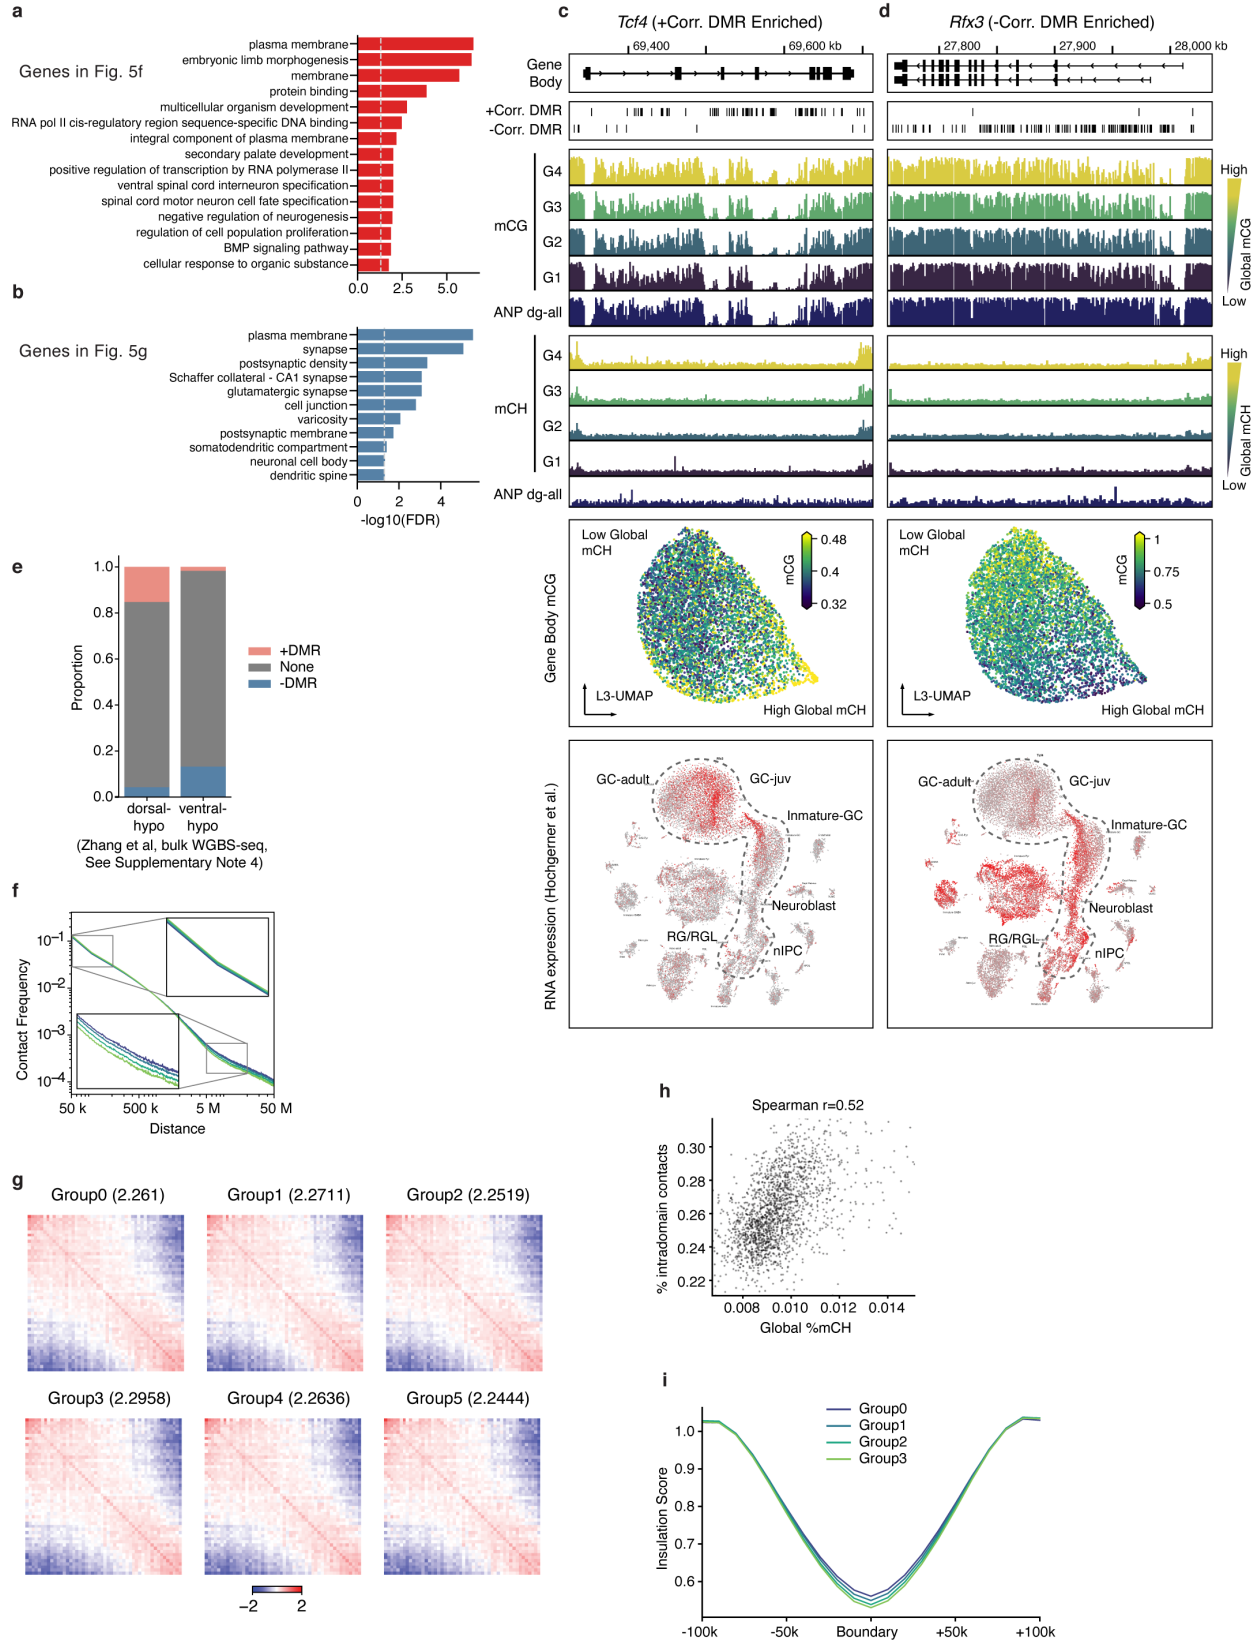 a
Genes in Fig. 5f
plasma membrane
embryonic limb morphogenesis
membrane
protein binding
multicellular organism development
RNA pol II cis-regulatory region sequence-specific DNA binding
integral component of plasma membrane
secondary palate development
positive regulation of transcription by RNA polymerase II
ventral spinal cord interneuron specification
spinal cord motor neuron cell fate specification
negative regulation of neurogenesis
regulation of cell population proliferation
BMP signaling pathway
cellular response to organic substance
0.0 2.5 5.0
b
Genes in Fig. 5g
plasma membrane
synapse
postsynaptic density
Schaffer collateral - CA1 synapse
glutamatergic synapse
cell junction
varicosity
postsynaptic membrane
somatodendritic compartment
neuronal cell body
dendritic spine
0 2 4
-log10(FDR)
c
Tcf4 (+Corr. DMR Enriched)
69,400 69,600 kb
Gene
Body
+Corr. DMR
-Corr. DMR
mCG
G4
G3
G2
G1
ANP dg-all
mCH
G4
G3
G2
G1
ANP dg-all
Gene Body mCG
Low Global
mCH
mCG
0.48
0.4
0.32
L3-UMAP
High Global mCH
RNA expression (Hochgerner et al.)
GC-adult
GC-juv
Inmature-GC
Neuroblast
RG/RGL
nIPC
d
Rfx3 (-Corr. DMR Enriched)
27,800 27,900 28,000 kb
High
Global mCG
Low
High
Global mCH
Low
Low Global
mCH
mCG
1
0.75
0.5
L3-UMAP
High Global mCH
GC-adult
GC-juv
Inmature-GC
Neuroblast
RG/RGL
nIPC
e
Proportion
1.0
0.8
0.6
0.4
0.2
0.0
dorsal-
hypo
ventral-
hypo
(Zhang et al, bulk WGBS-seq,
See Supplementary Note 4)
+DMR
None
-DMR
f
Contact Frequency
10−1
10−2
10−3
10−4
50 k 500 k 5 M 50 M
Distance
g
Group0 (2.261)
Group1 (2.2711)
Group2 (2.2519)
Group3 (2.2958)
Group4 (2.2636)
Group5 (2.2444)
−2 2
h
Spearman r=0.52
% intradomain contacts
0.30
0.28
0.26
0.24
0.22
0.008 0.010 0.012 0.014
Global %mCH
i
Insulation Score
1.0
0.9
0.8
0.7
0.6
Group0
Group1
Group2
Group3
-100k -50k Boundary +50k +100k